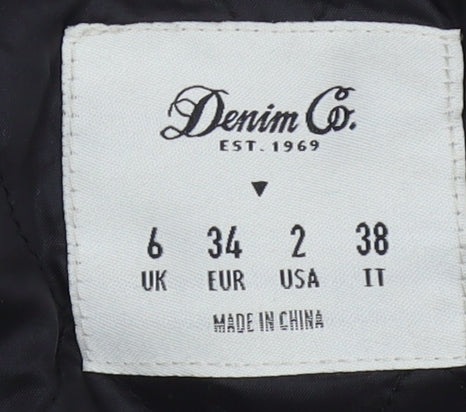 Denim Co.
EST. 1969
6 34 2 38
UK EUR USA IT
MADE IN CHINA